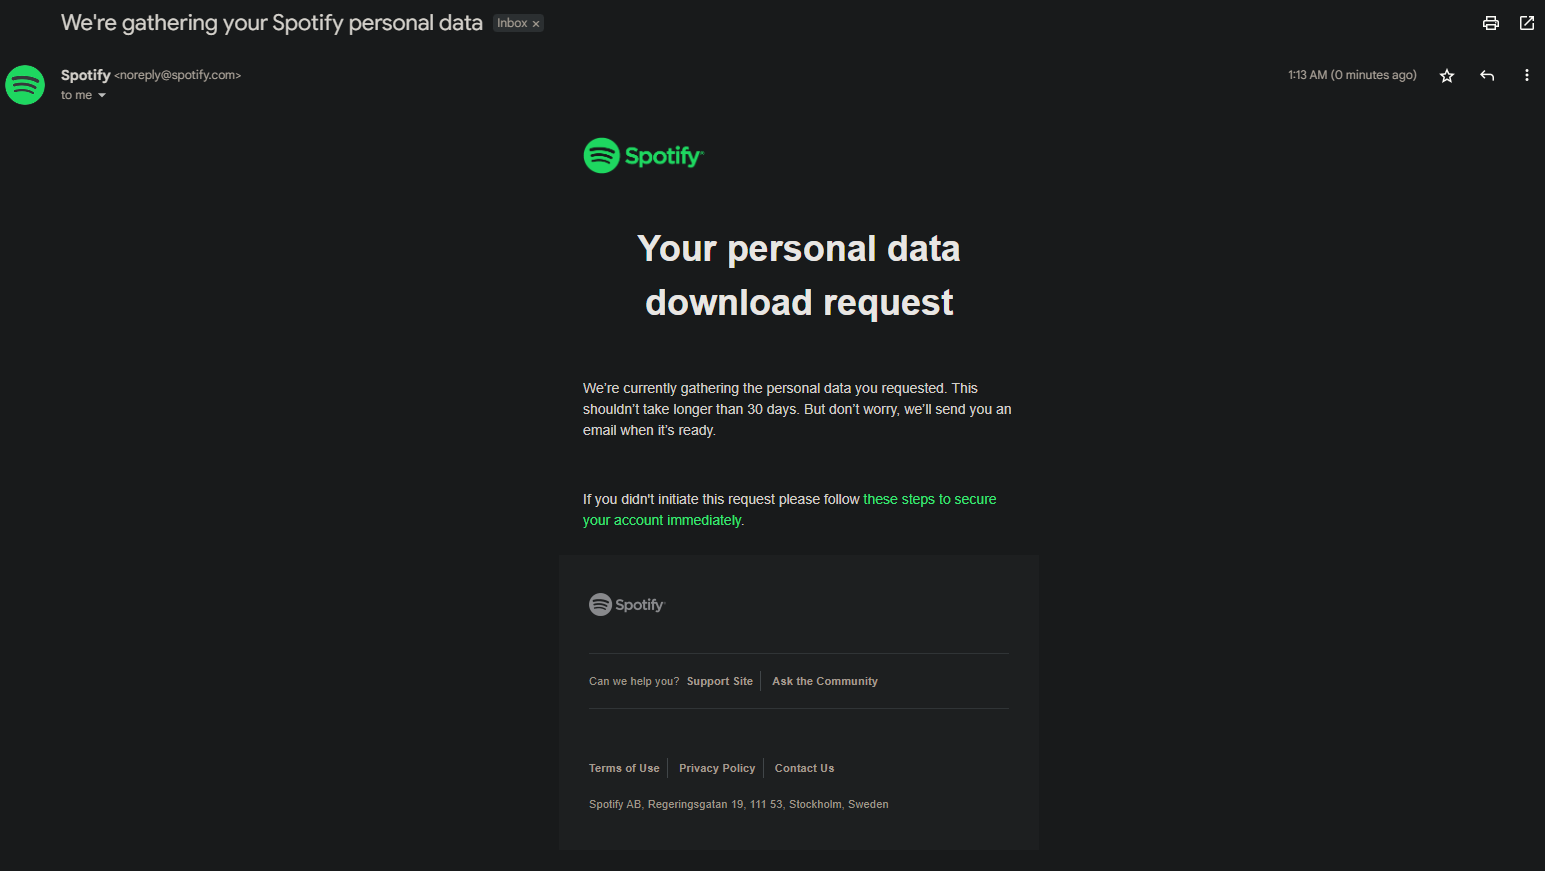 We're gathering your Spotify personal data Inbox ×
Spotify <noreply@spotify.com> 1:13 AM (0 minutes ago)
to me
Spotify
Your personal data
download request
We’re currently gathering the personal data you requested. This
shouldn’t take longer than 30 days. But don’t worry, we’ll send you an
email when it’s ready.
If you didn't initiate this request please follow these steps to secure
your account immediately.
Spotify
Can we help you? Support Site Ask the Community
Terms of Use Privacy Policy Contact Us
Spotify AB, Regeringsgatan 19, 111 53, Stockholm, Sweden